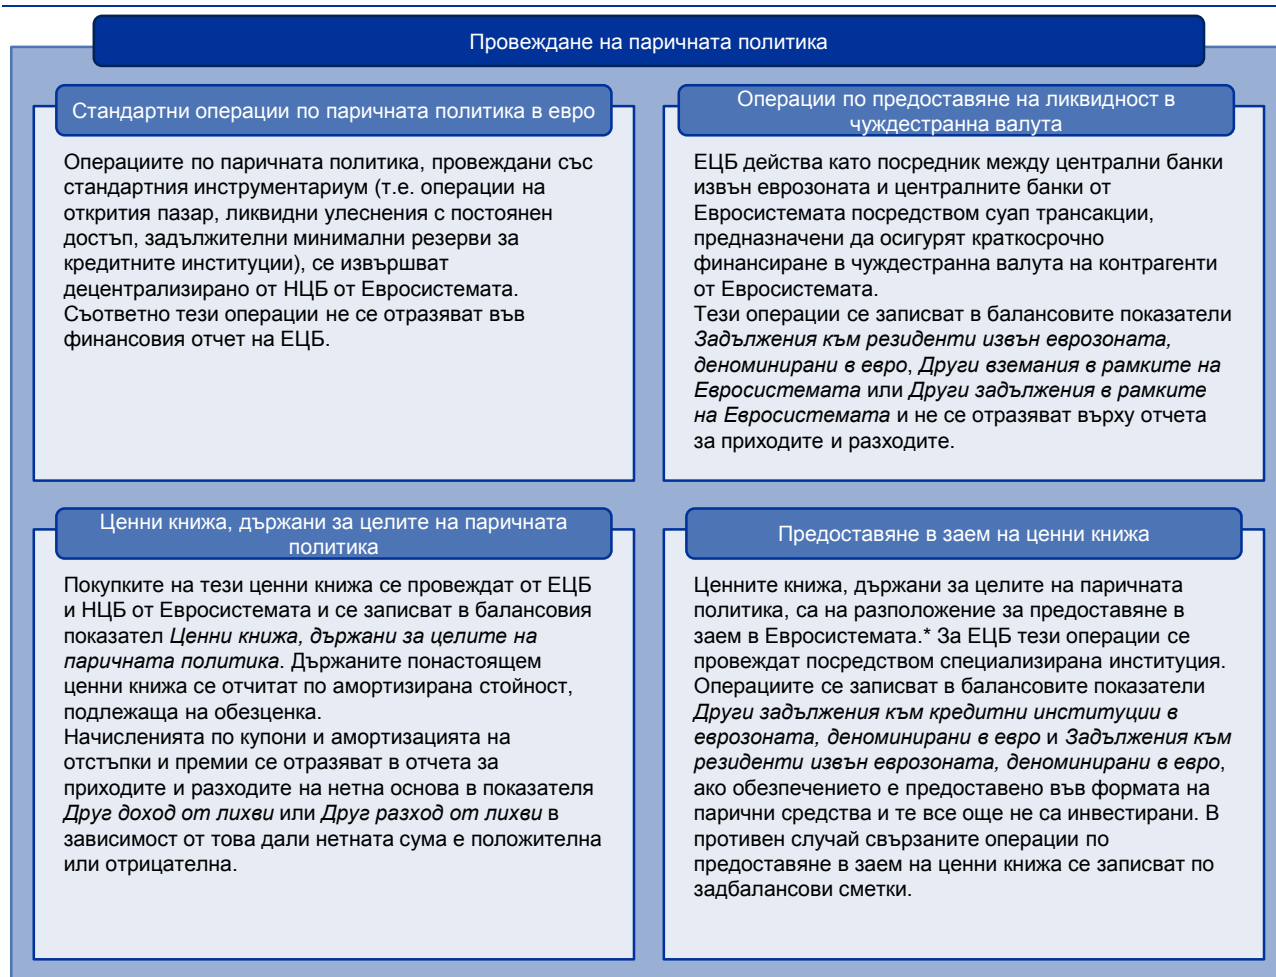 Провеждане на паричната политика
Стандартни операции по паричната политика в евро
Операциите по паричната политика, провеждани със
стандартния инструментариум (т.е. операции на
открития пазар, ликвидни улеснения с постоянен
достъп, задължителни минимални резерви за
кредитните институции), се извършват
децентрализирано от НЦБ от Евросистемата.
Съответно тези операции не се отразяват във
финансовия отчет на ЕЦБ.
Операции по предоставяне на ликвидност в
чуждестранна валута
ЕЦБ действа като посредник между централни банки
извън еврозоната и централните банки от
Евросистемата посредством суап трансакции,
предназначени да осигурят краткосрочно
финансиране в чуждестранна валута на контрагенти
от Евросистемата.
Тези операции се записват в балансовите показатели
Задължения към резиденти извън еврозоната,
деноминирани в евро, Други вземания в рамките на
Евросистемата или Други задължения в рамките
на Евросистемата и не се отразяват върху отчета
за приходите и разходите.
Ценни книжа, държани за целите на паричната
политика
Покупките на тези ценни книжа се провеждат от ЕЦБ
и НЦБ от Евросистемата и се записват в балансовия
показател Ценни книжа, държани за целите на
паричната политика. Държаните понастоящем
ценни книжа се отчитат по амортизирана стойност,
подлежаща на обезценка.
Начисленията по купони и амортизацията на
отстъпки и премии се отразяват в отчета за
приходите и разходите на нетна основа в показателя
Друг доход от лихви или Друг разход от лихви в
зависимост от това дали нетната сума е положителна
или отрицателна.
Предоставяне в заем на ценни книжа
Ценните книжа, държани за целите на паричната
политика, са на разположение за предоставяне в
заем в Евросистемата.* За ЕЦБ тези операции се
провеждат посредством специализирана институция.
Операциите се записват в балансовите показатели
Други задължения към кредитни институции в
еврозоната, деноминирани в евро и Задължения към
резиденти извън еврозоната, деноминирани в евро,
ако обезпечението е предоставено във формата на
парични средства и те все още не са инвестирани. В
противен случай свързаните операции по
предоставяне в заем на ценни книжа се записват по
задбалансови сметки.